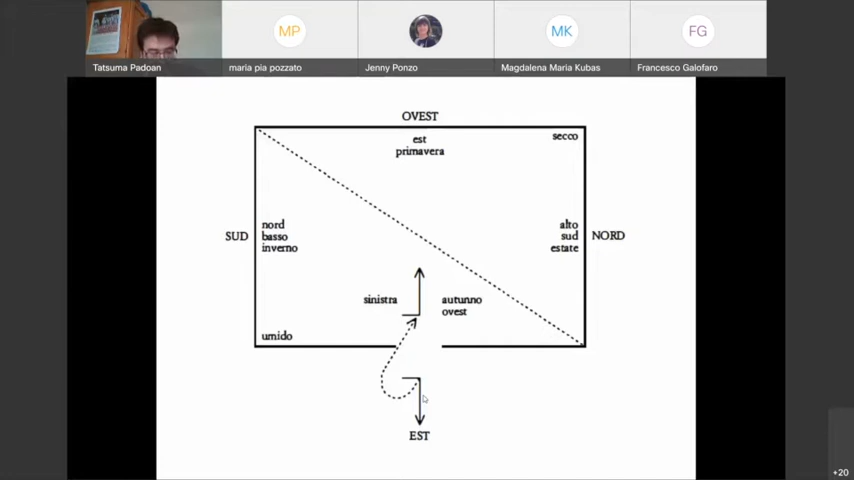 MP
MK
FG
Tatsuma Padoan
maria pia pozzato
Jenny Ponzo
Magdalena Maria Kubas
Francesco Galofaro
OVEST
est
primavera
secco
SUD
nord
basso
inverno
alto
sud
estate
NORD
sinistra
autunno
ovest
umido
EST
+20